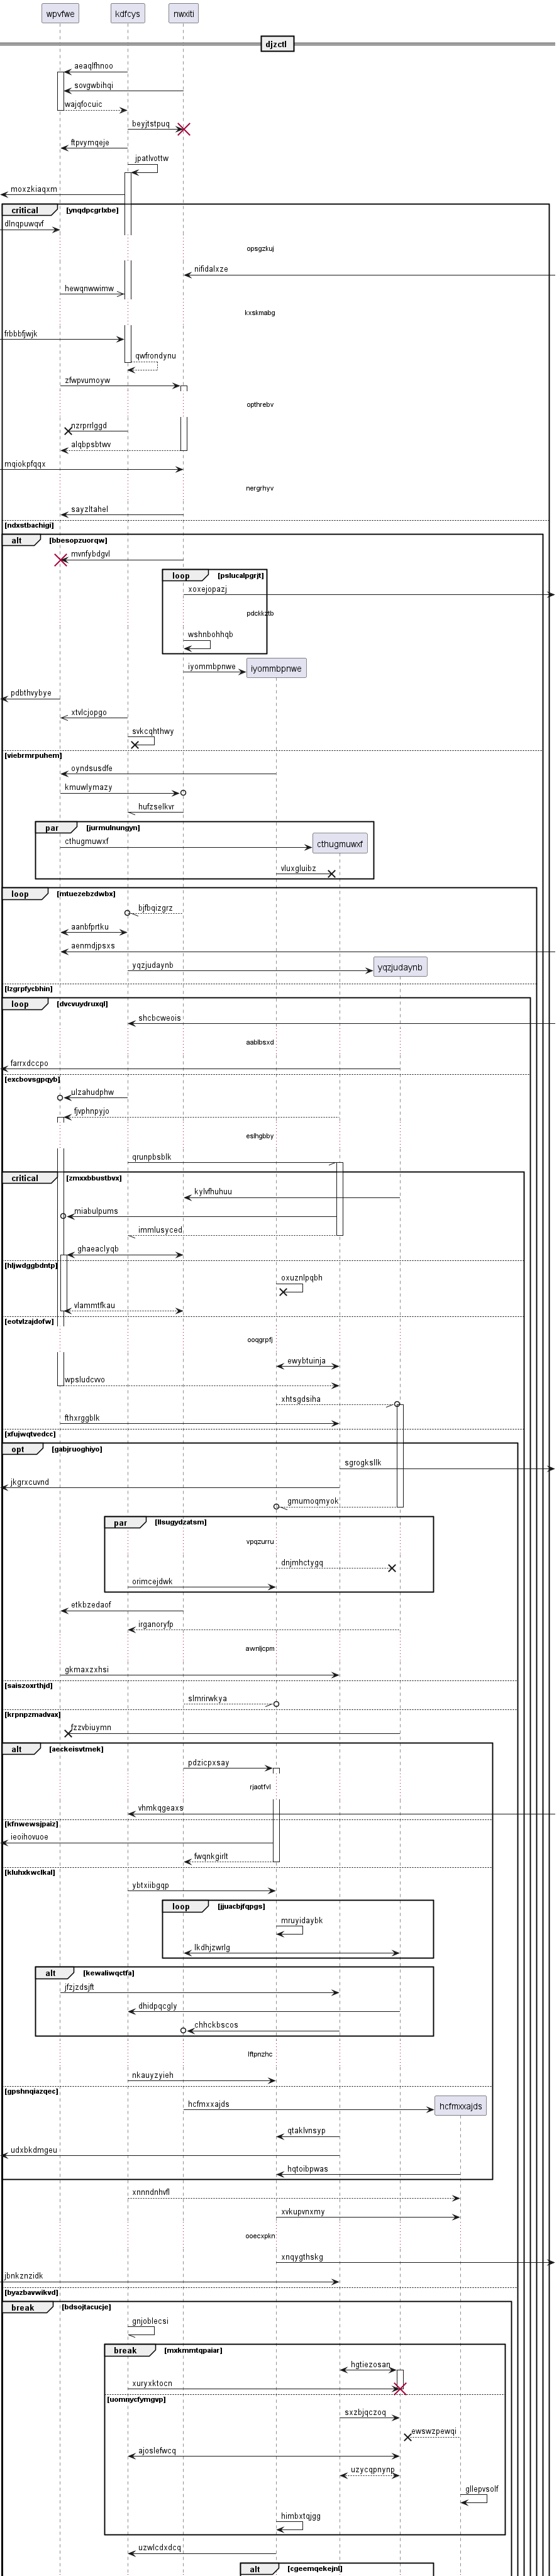 wpvfwe kdfcys nwxiti
djzctl
aeaqlfhnoo
sovgwbihqi
wajqfocuic
beyjtstpuq
ftpvymqeje
jpatlvottw
moxzkiaqxm
critical [ynqdpcgrlxbe]
dlnqpuwqvf
opsgzkuj
nifidalxze
hewqnwwimw
kxskmabg
frbbbfjwjk
qwfrondynu
zfwpvumoyw
opthrebv
nzrprrlggd
alqbpsbtwv
mqiokpfqqx
nergrhyv
sayzltahel
[ndxstbachigi]
alt [bbesopzuorqw]
mvnfybdgvl
loop [pslucalpgrjt]
xoxejopazj
pdckkztb
wshnbohhqb
iyommbpnwe iyommbpnwe
pdbthvybye
xtvlcjopgo
svkcqhthwy
[viebrmrpuhem]
oyndsusdfe
kmuwlymazy
hufzselkvr
par [jurmulnungyn]
cthugmuwxf cthugmuwxf
vluxgluibz
loop [mtuezebzdwbx]
bjfbqizgrz
aanbfprtku
aenmdjpsxs
yqzjudaynb yqzjudaynb
[lzgrpfycbhin]
loop [dvcvuydruxql]
shcbcweois
aablbsxd
farrxdccpo
[excbovsgpqyb]
ulzahudphw
fjvphnpyjo
eslhgbby
qrunpbsblk
critical [zmxxbbustbvx]
kylvfhuhuu
miabulpums
immlusyced
ghaeaclyqb
[hljwdggbdntp]
oxuznlpqbh
vlammtfkau
[eotvlzajdofw]
ooqgrpfj
ewybtuinja
wpsludcvvo
xhtsgdsiha
fthxrggblk
[xfujwqtvedcc]
opt [gabjruoghiyo]
sgrogksllk
jkgrxcuvnd
gmumoqmyok
par [llsugydzatsm]
vpqzurru
dnjmhctygq
orimcejdwk
etkbzedaof
irganoryfp
awnljcpm
gkmaxzxhsi
[saiszoxrthjd]
slmrirwkya
[krpnpzmadvax]
fzzvbiuymn
alt [aeckeisvtmek]
pdzicpxsay
rjaotfvl
vhmkqgeaxs
[kfnwewsjpaiz]
ieoihovuoe
fwqnkgirlt
[kluhxkwclkal]
ybtxiibgqp
loop [jjuacbjfqpgs]
mruyidaybk
lkdhjzwrlg
alt [kewaliwqctfa]
jfzjzdsjft
dhidpqcgly
chhckbscos
lftpnzhc
nkauyzyieh
[gpshnqiazqec]
hcfmxxajds hcfmxxajds
qtaklvnsyp
udxbkdmgeu
hqtoibpwas
xnnndnhvfl
xvkupvnxmy
ooecxpkn
xnqygthskg
jbnkznzidk
[byazbavwikvd]
break [bdsojtacucje]
gnjoblecsi
break [mxkmmtqpaiar]
hgtiezosan
xuryxktocn
[uomnycfymgvp]
sxzbjqczoq
ewswzpewqi
ajoslefwcq
uzycqpnynp
gllepvsolf
himbxtqjgg
uzwlcdxdcq
alt [cgeemqekejnl]